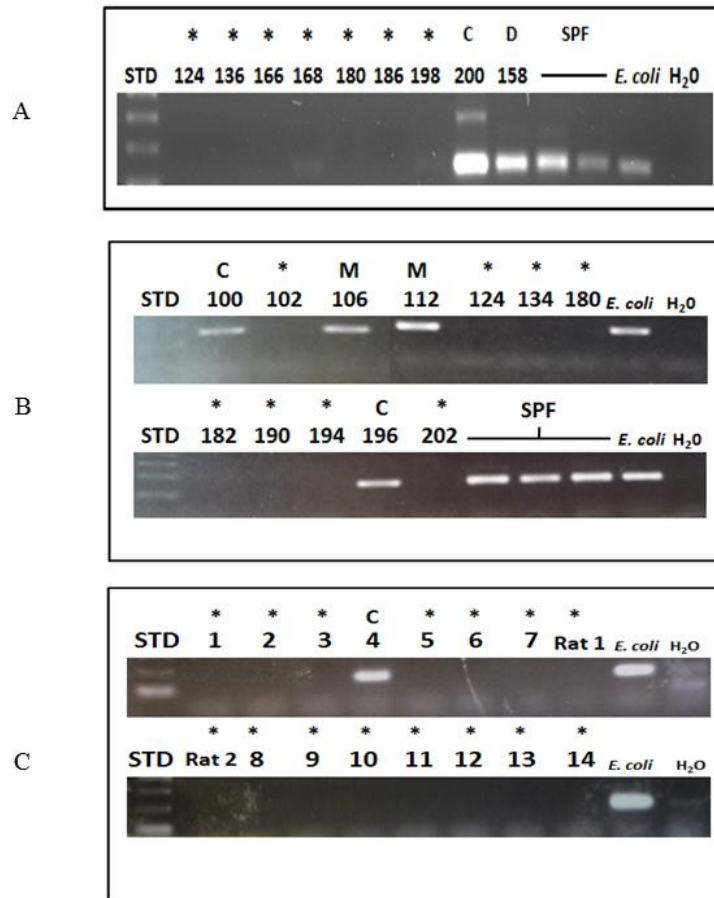 A
* * * * * * * C D SPF
STD 124 136 166 168 180 186 198 200 158 E. coli H₂0
B
C * M M * * *
STD 100 102 106 112 124 134 180 E. coli H₂0
* * * C * SPF
STD 182 190 194 196 202 E. coli H₂0
C
* * * C * * * *
STD 1 2 3 4 5 6 7 Rat 1 E. coli H₂O
* * * * * * * *
STD Rat 2 8 9 10 11 12 13 14 E. coli H₂O